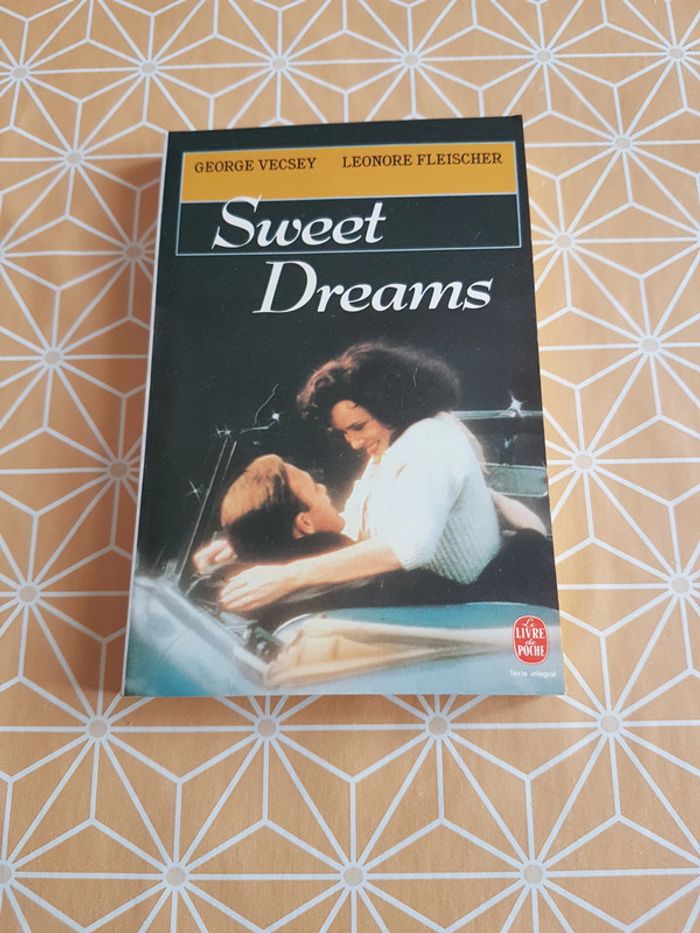 GEORGE VECSEY LEONORE FLEISCHER
Sweet
Dreams
Le
LIVRE
de
POCHE
Texte intégral